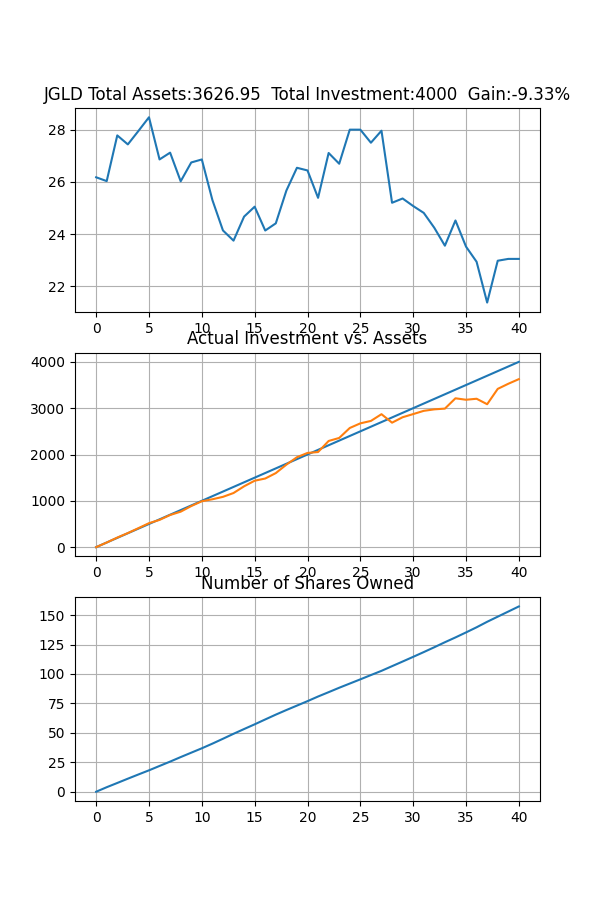 JGLD Total Assets:3626.95  Total Investment:4000  Gain:-9.33%
28
26
24
22
0 5 10 15 20 25 30 35 40
Actual Investment vs. Assets
4000
3000
2000
1000
0
0 5 10 15 20 25 30 35 40
Number of Shares Owned
150
125
100
75
50
25
0
0 5 10 15 20 25 30 35 40